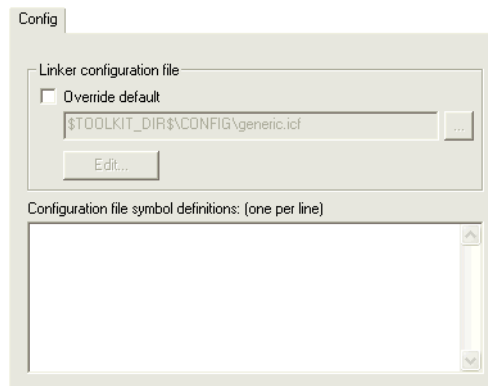 Config
Linker configuration file
Override default
$TOOLKIT_DIR$\CONFIG\generic.icf
...
Edit...
Configuration file symbol definitions: (one per line)